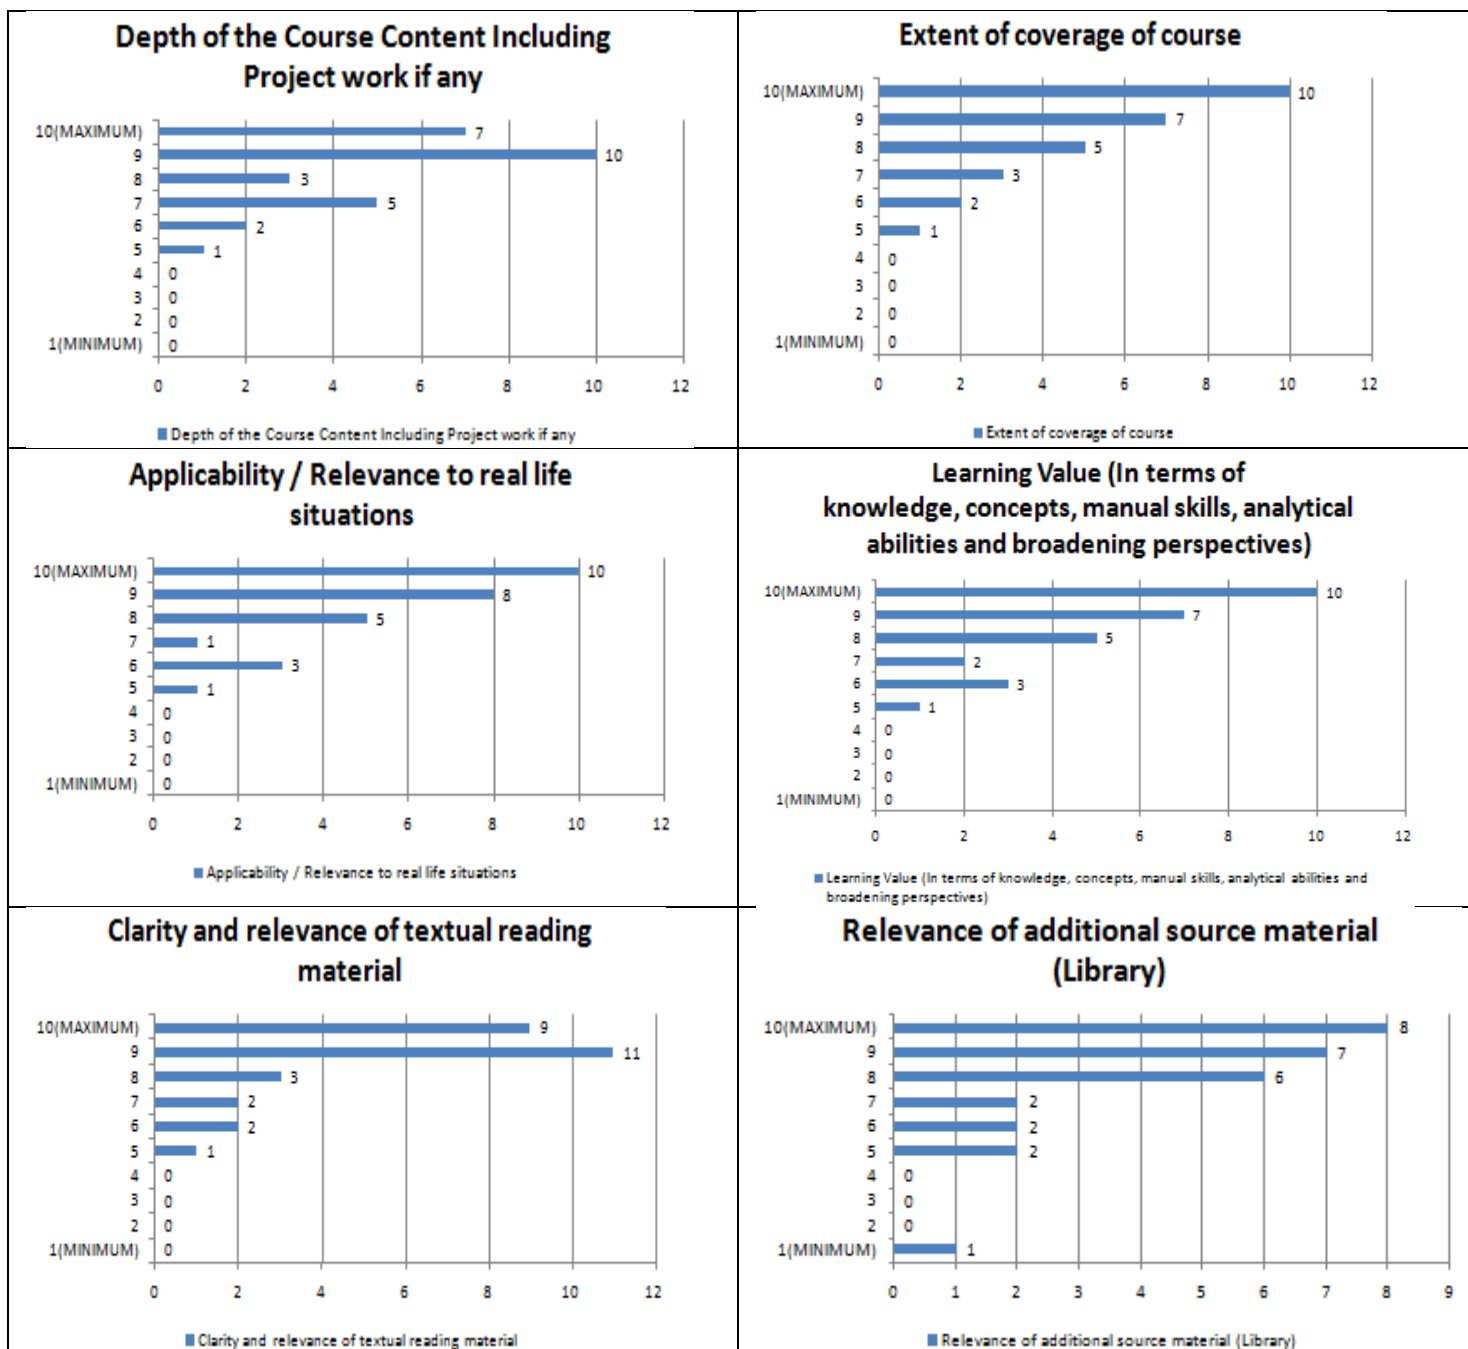 Depth of the Course Content Including
Project work if any
10(MAXIMUM) 7
9 10
8 3
7 5
6 2
5 1
4 0
3 0
2 0
1(MINIMUM) 0
0 2 4 6 8 10 12
Depth of the Course Content Including Project work if any
Extent of coverage of course
10(MAXIMUM) 10
9 7
8 5
7 3
6 2
5 1
4 0
3 0
2 0
1(MINIMUM) 0
0 2 4 6 8 10 12
Extent of coverage of course
Applicability / Relevance to real life
situations
10(MAXIMUM) 10
9 8
8 5
7 1
6 3
5 1
4 0
3 0
2 0
1(MINIMUM) 0
0 2 4 6 8 10 12
Applicability / Relevance to real life situations
Learning Value (In terms of
knowledge, concepts, manual skills, analytical
abilities and broadening perspectives)
10(MAXIMUM) 10
9 7
8 5
7 2
6 3
5 1
4 0
3 0
2 0
1(MINIMUM) 0
0 2 4 6 8 10 12
Learning Value (In terms of knowledge, concepts, manual skills, analytical abilities and
broadening perspectives)
Clarity and relevance of textual reading
material
10(MAXIMUM) 9
9 11
8 3
7 2
6 2
5 1
4 0
3 0
2 0
1(MINIMUM) 0
0 2 4 6 8 10 12
Clarity and relevance of textual reading material
Relevance of additional source material
(Library)
10(MAXIMUM) 8
9 7
8 6
7 2
6 2
5 2
4 0
3 0
2 0
1(MINIMUM) 1
0 1 2 3 4 5 6 7 8 9
Relevance of additional source material (Library)